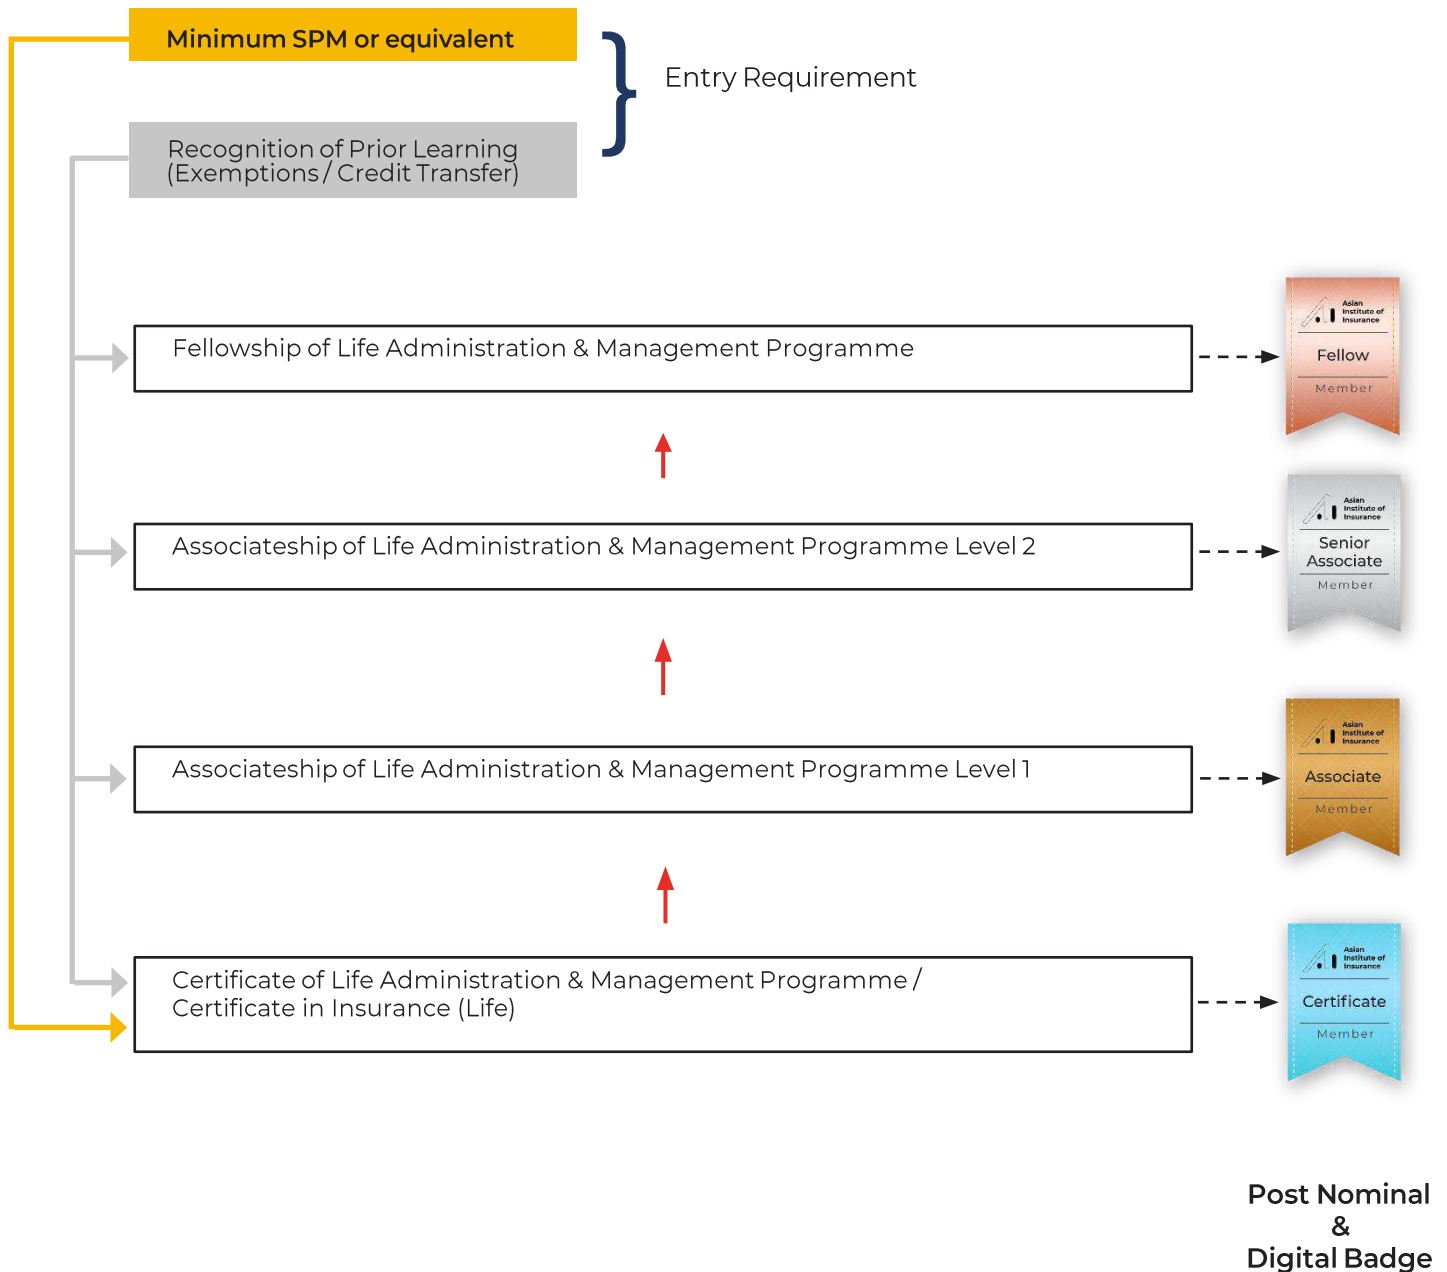 Minimum SPM or equivalent
Entry Requirement
Recognition of Prior Learning
(Exemptions / Credit Transfer)
Fellowship of Life Administration & Management Programme
Asian
Institute of
Insurance
Fellow
Member
Associateship of Life Administration & Management Programme Level 2
Asian
Institute of
Insurance
Senior
Associate
Member
Associateship of Life Administration & Management Programme Level 1
Asian
Institute of
Insurance
Associate
Member
Certificate of Life Administration & Management Programme /
Certificate in Insurance (Life)
Asian
Institute of
Insurance
Certificate
Member
Post Nominal
&
Digital Badge